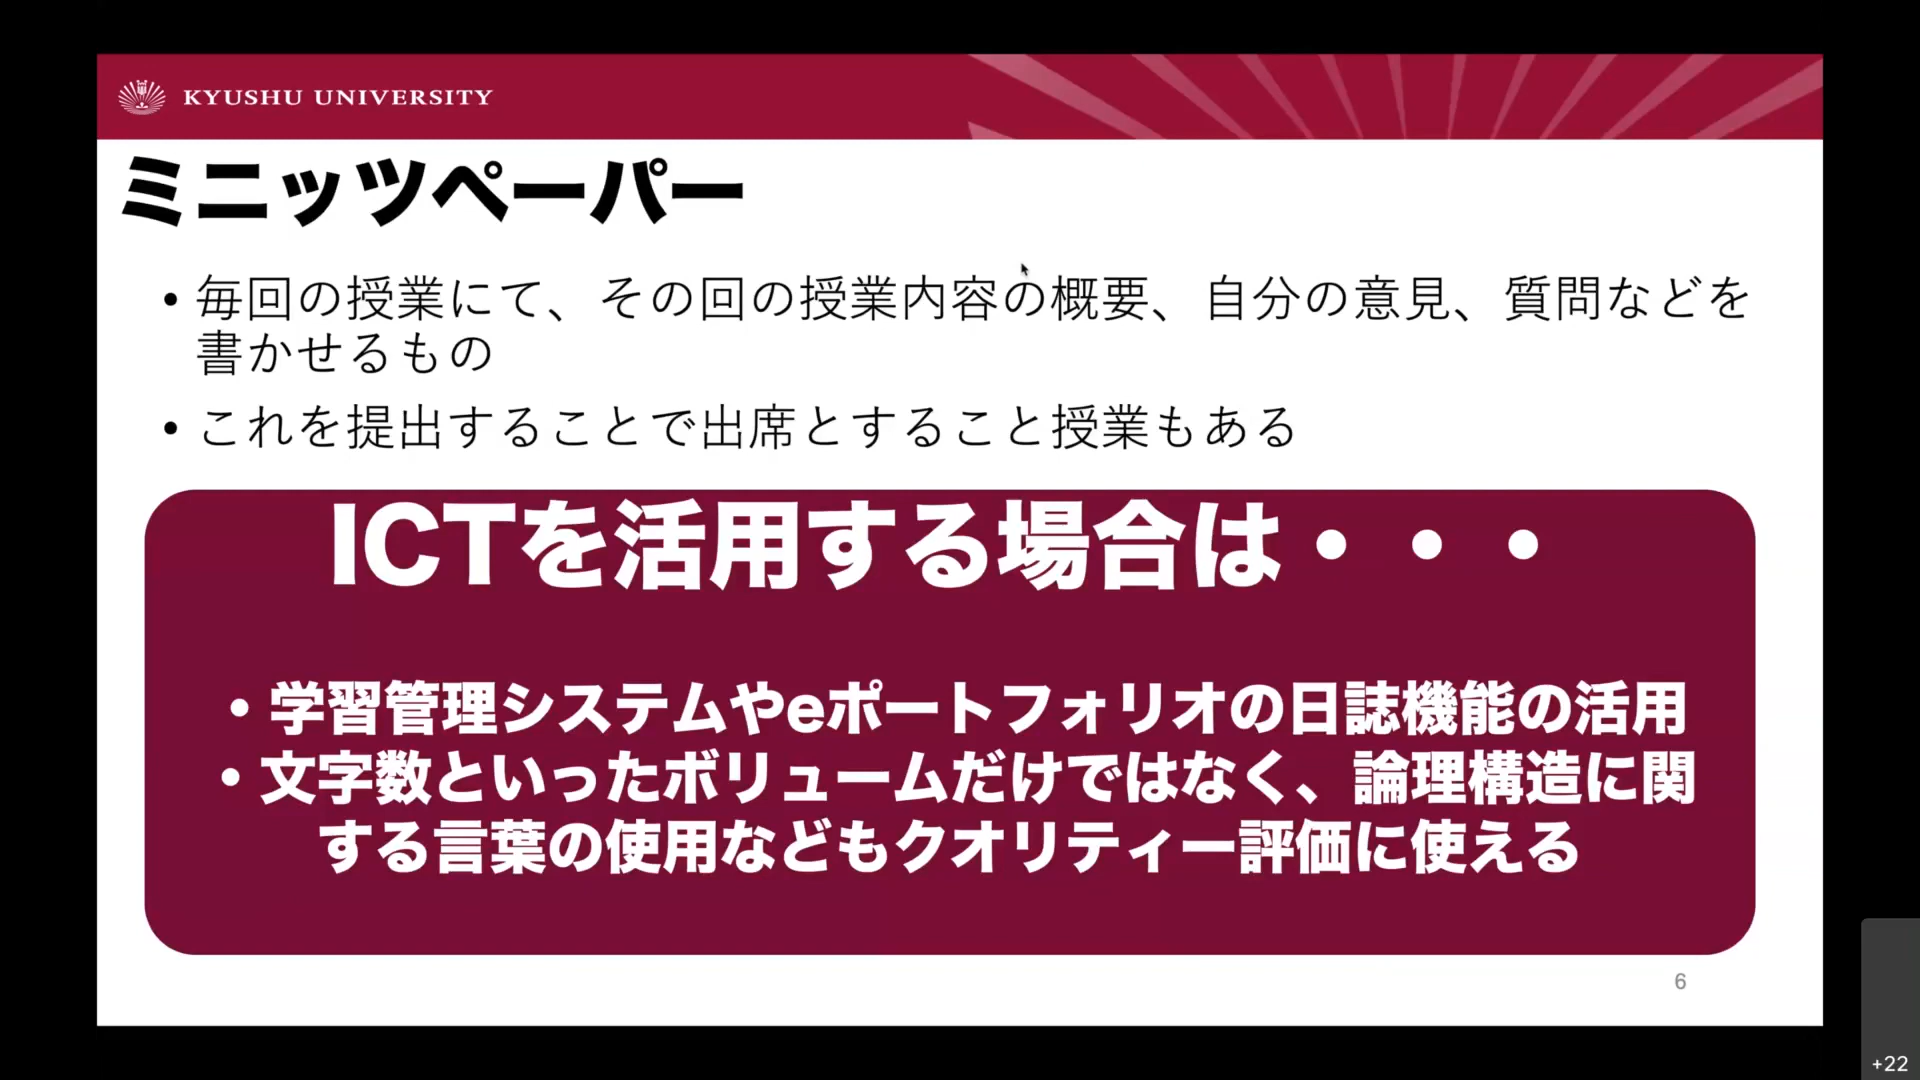 KYUSHU UNIVERSITY
ミニッツペーパー
• 毎回の授業にて、その回の授業内容の概要、自分の意見、質問などを
書かせるもの
• これを提出することで出席とすること授業もある
ICTを活用する場合は・・・
• 学習管理システムやeポートフォリオの日誌機能の活用
• 文字数といったボリュームだけではなく、論理構造に関
する言葉の使用などもクオリティー評価に使える
6
+22